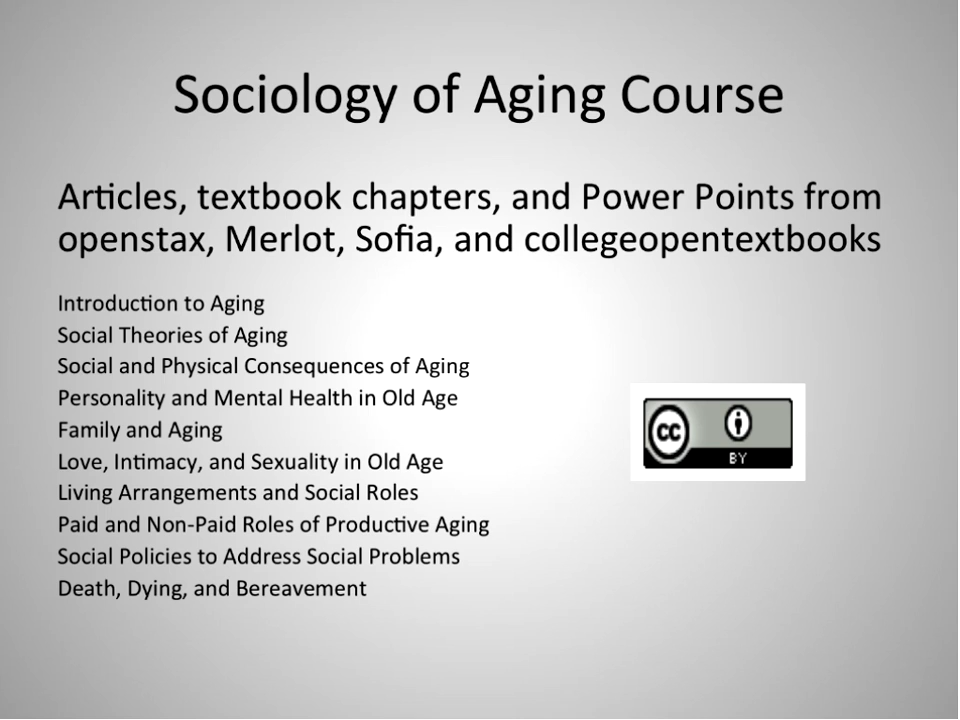 Sociology of Aging Course
Articles, textbook chapters, and Power Points from
openstax, Merlot, Sofia, and collegeopentextbooks
Introduction to Aging
Social Theories of Aging
Social and Physical Consequences of Aging
Personality and Mental Health in Old Age
Family and Aging
Love, Intimacy, and Sexuality in Old Age
Living Arrangements and Social Roles
Paid and Non-Paid Roles of Productive Aging
Social Policies to Address Social Problems
Death, Dying, and Bereavement
cc
BY